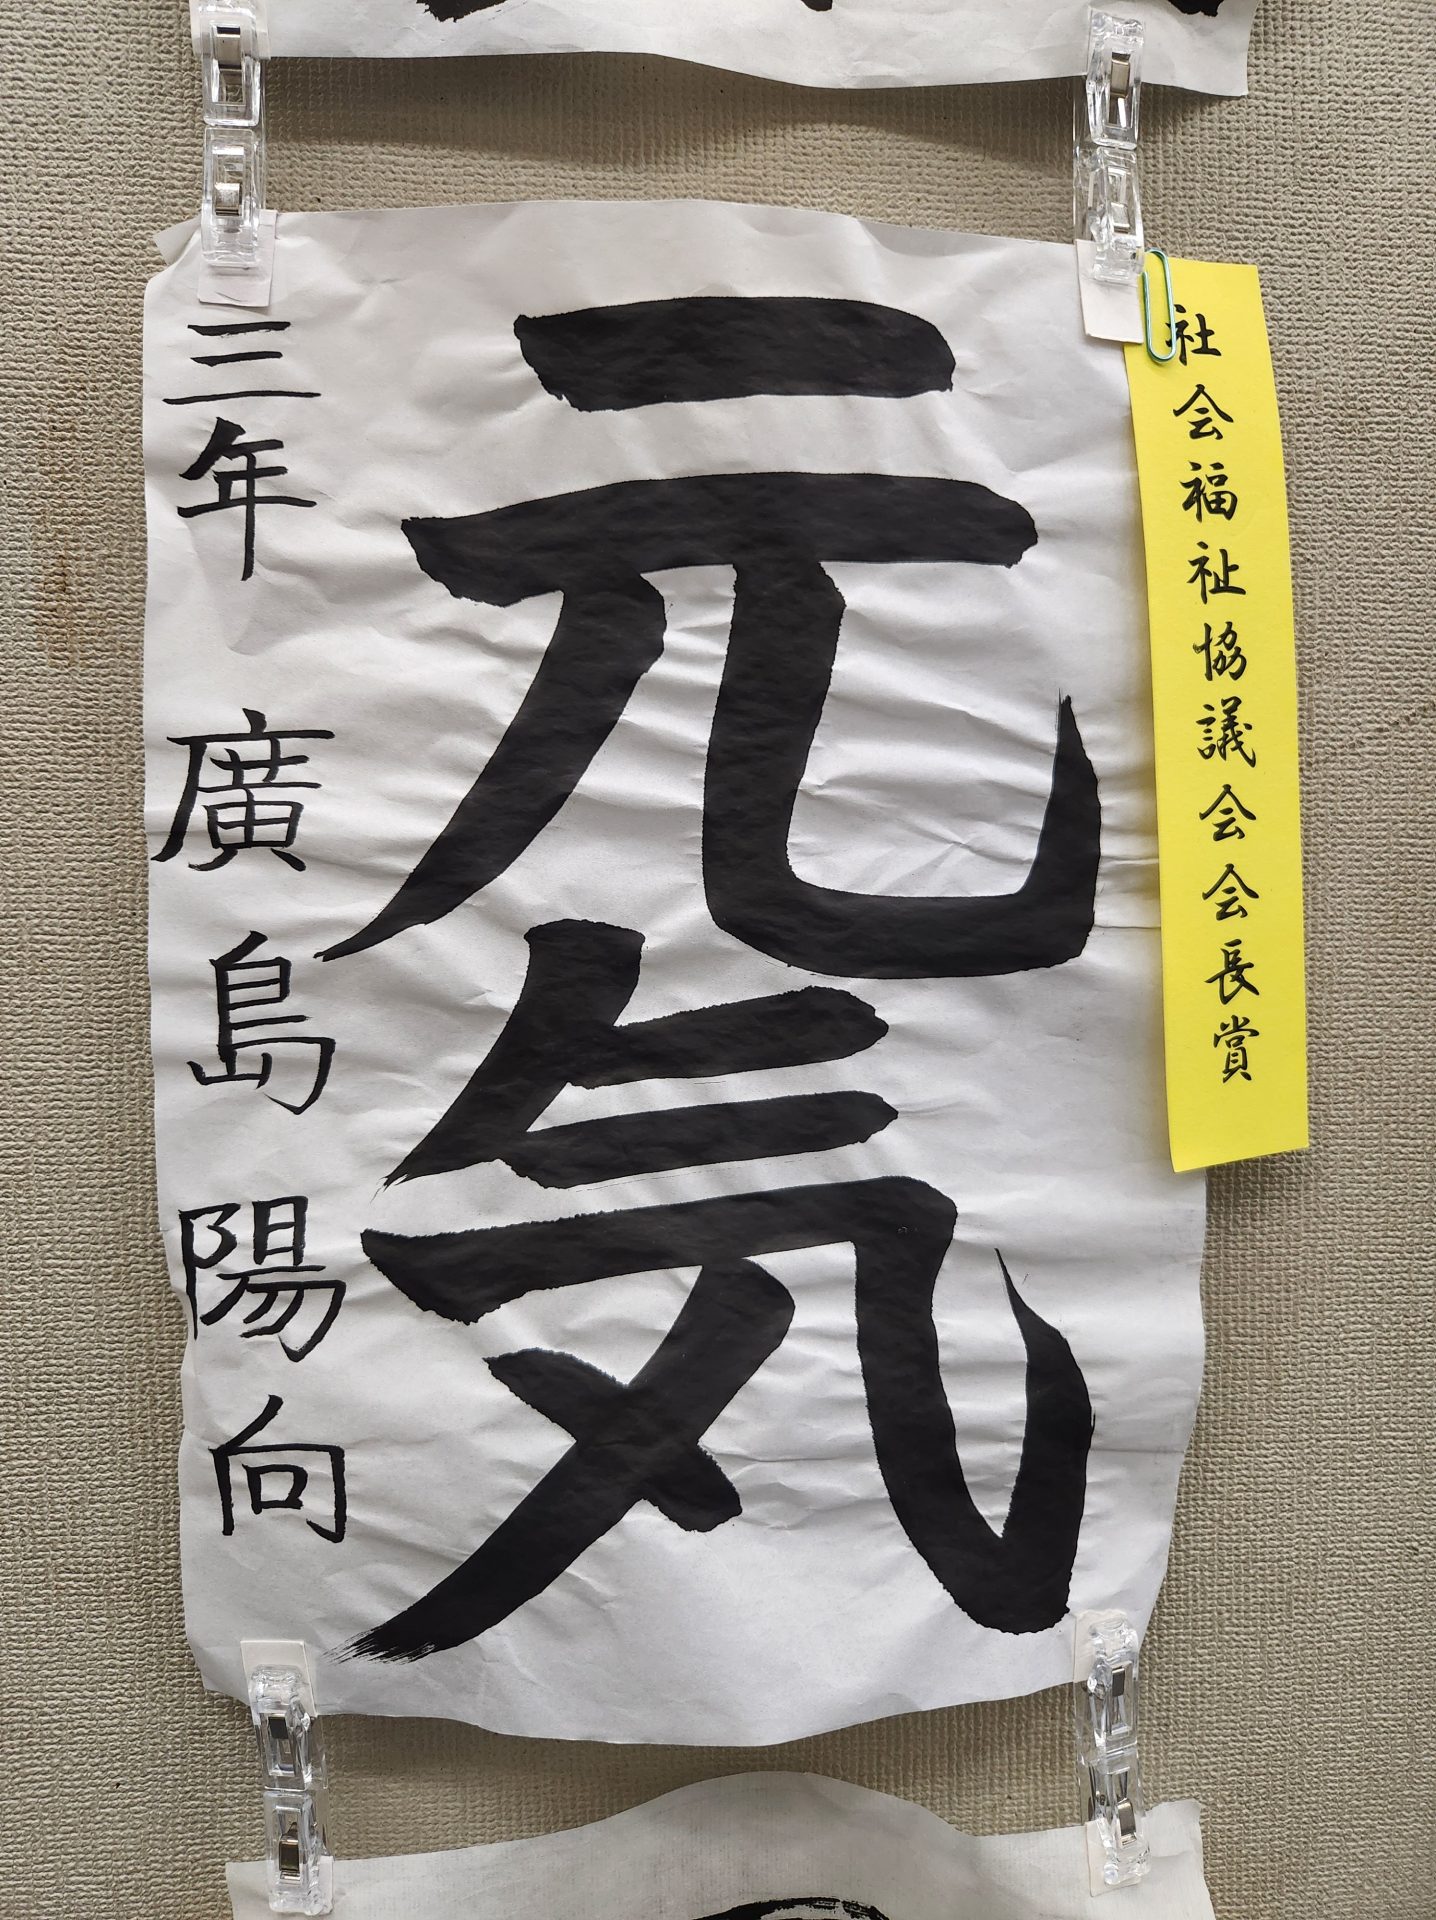 社会福祉協議会会長賞
元気
三年 廣島陽向